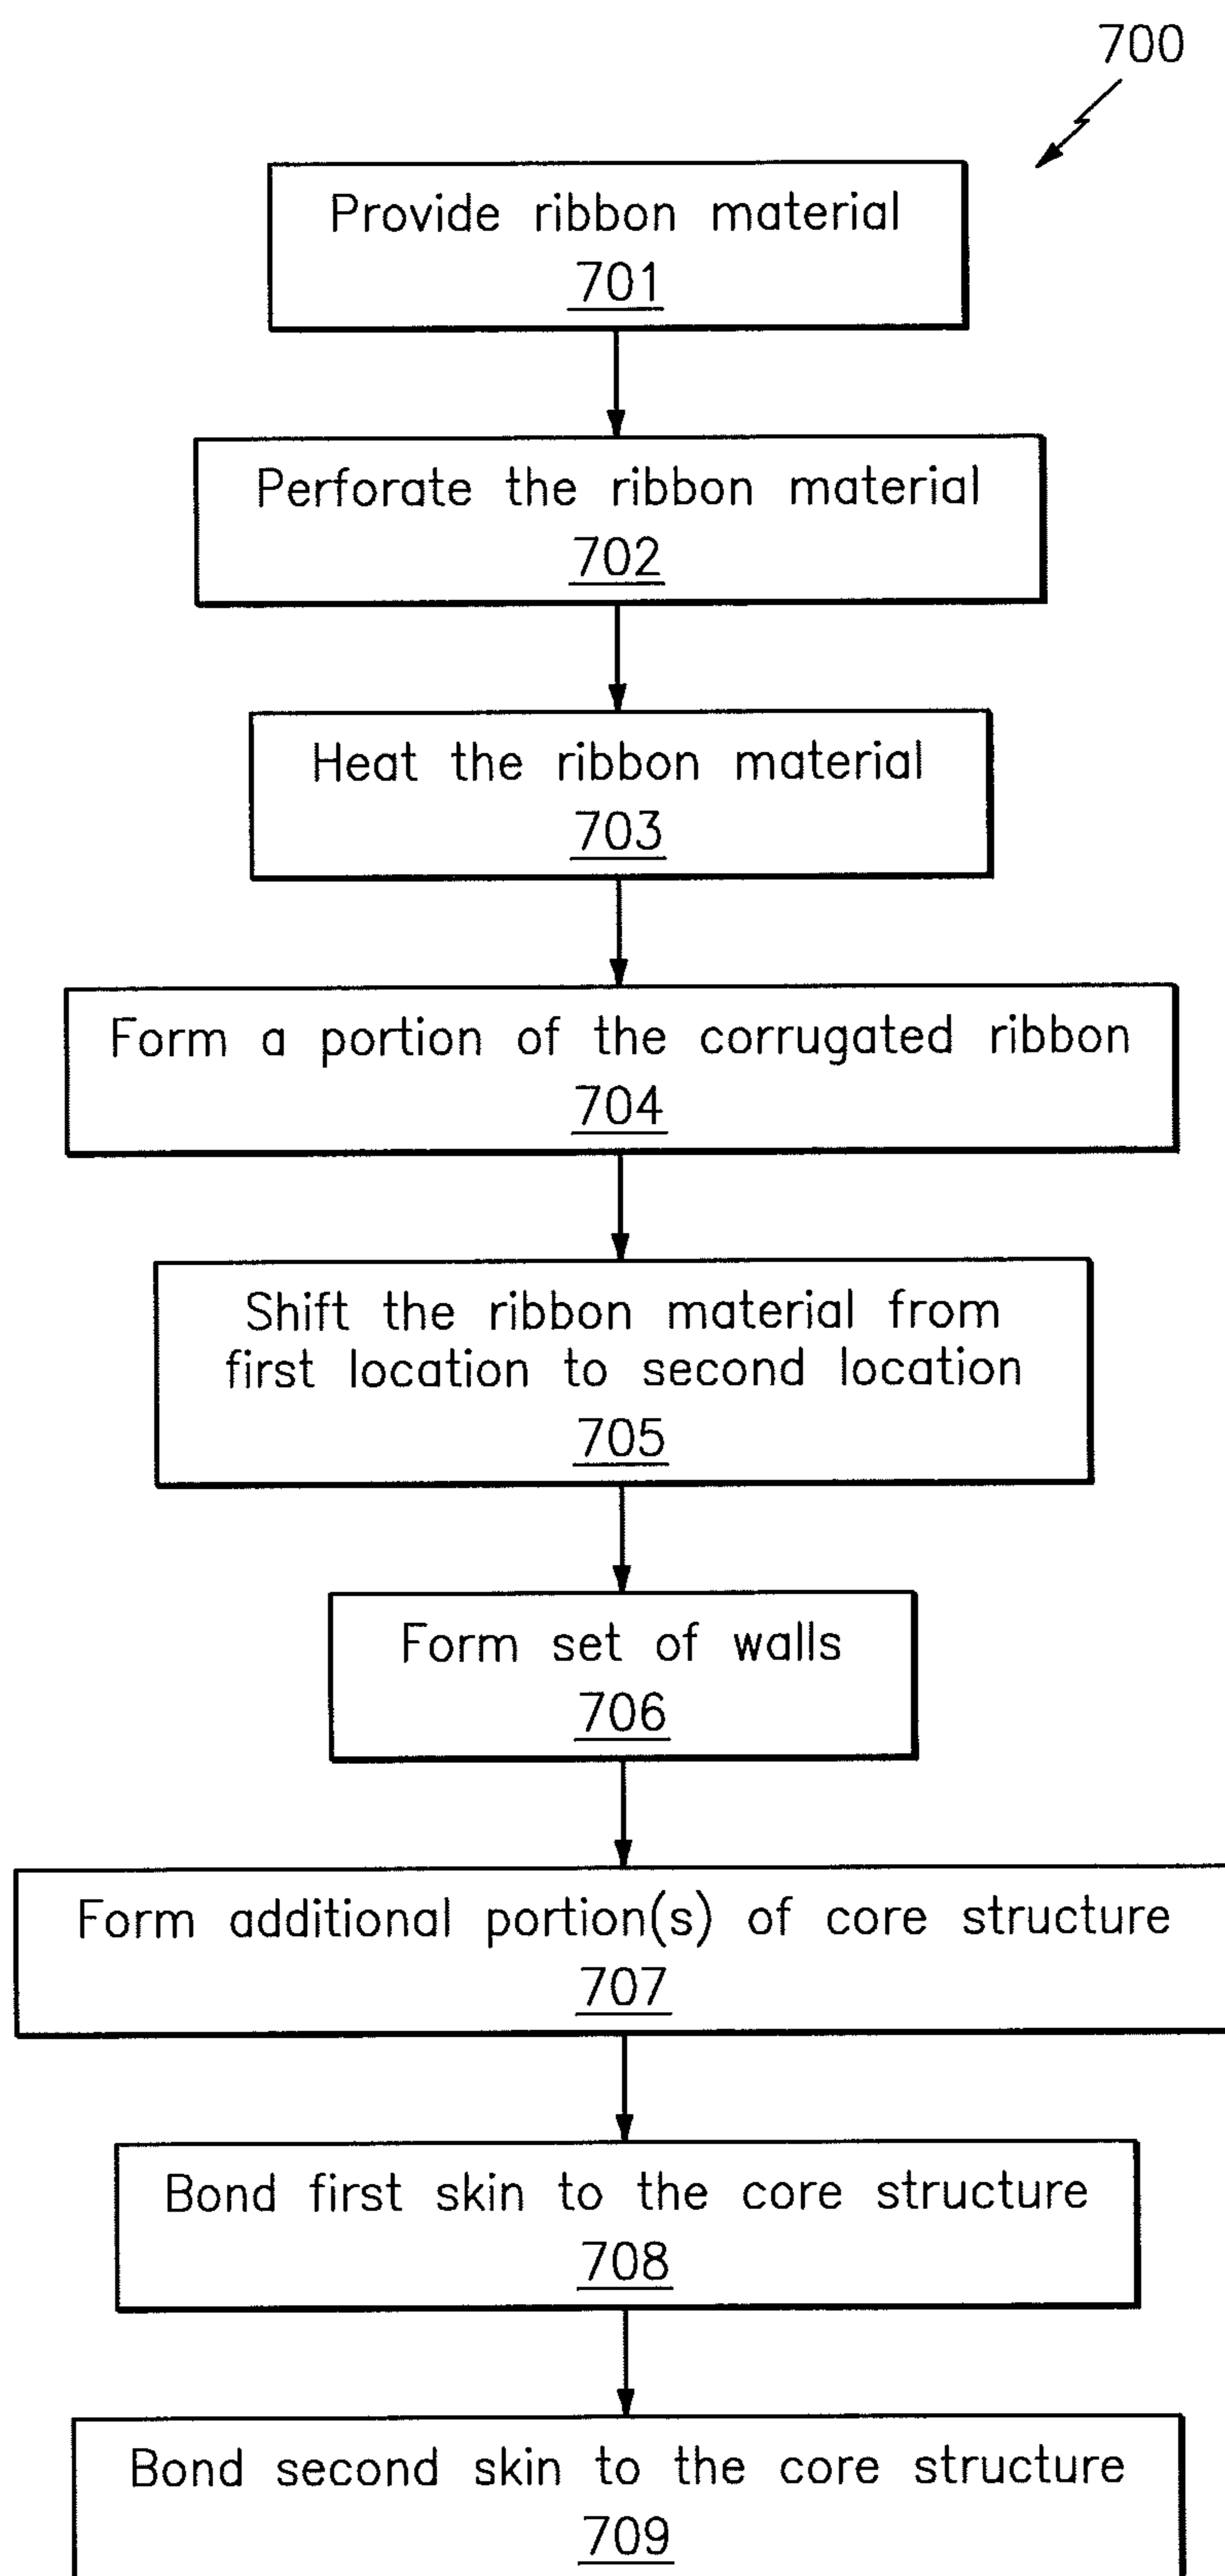 700
Provide ribbon material
701
Perforate the ribbon material
702
Heat the ribbon material
703
Form a portion of the corrugated ribbon
704
Shift the ribbon material from
first location to second location
705
Form set of walls
706
Form additional portion(s) of core structure
707
Bond first skin to the core structure
708
Bond second skin to the core structure
709